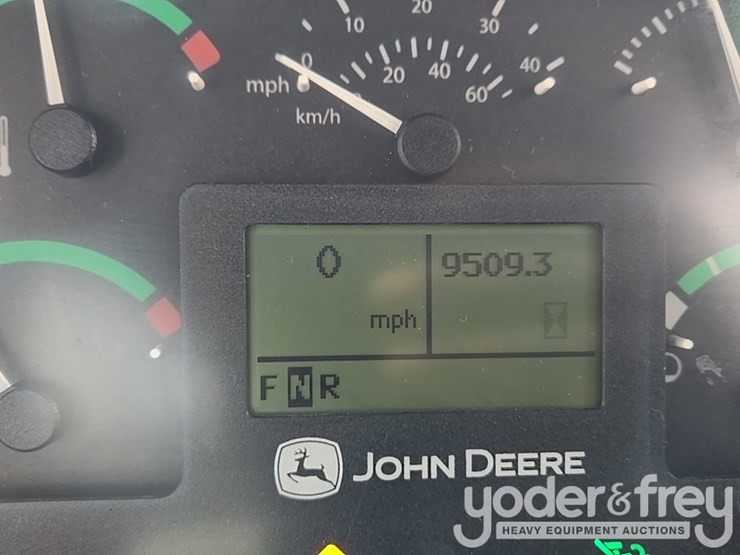 10 20 30 40
mph 0
20 40 60
km/h
0 9509.3
mph
F N R
JOHN DEERE
yoder&frey
HEAVY EQUIPMENT AUCTIONS